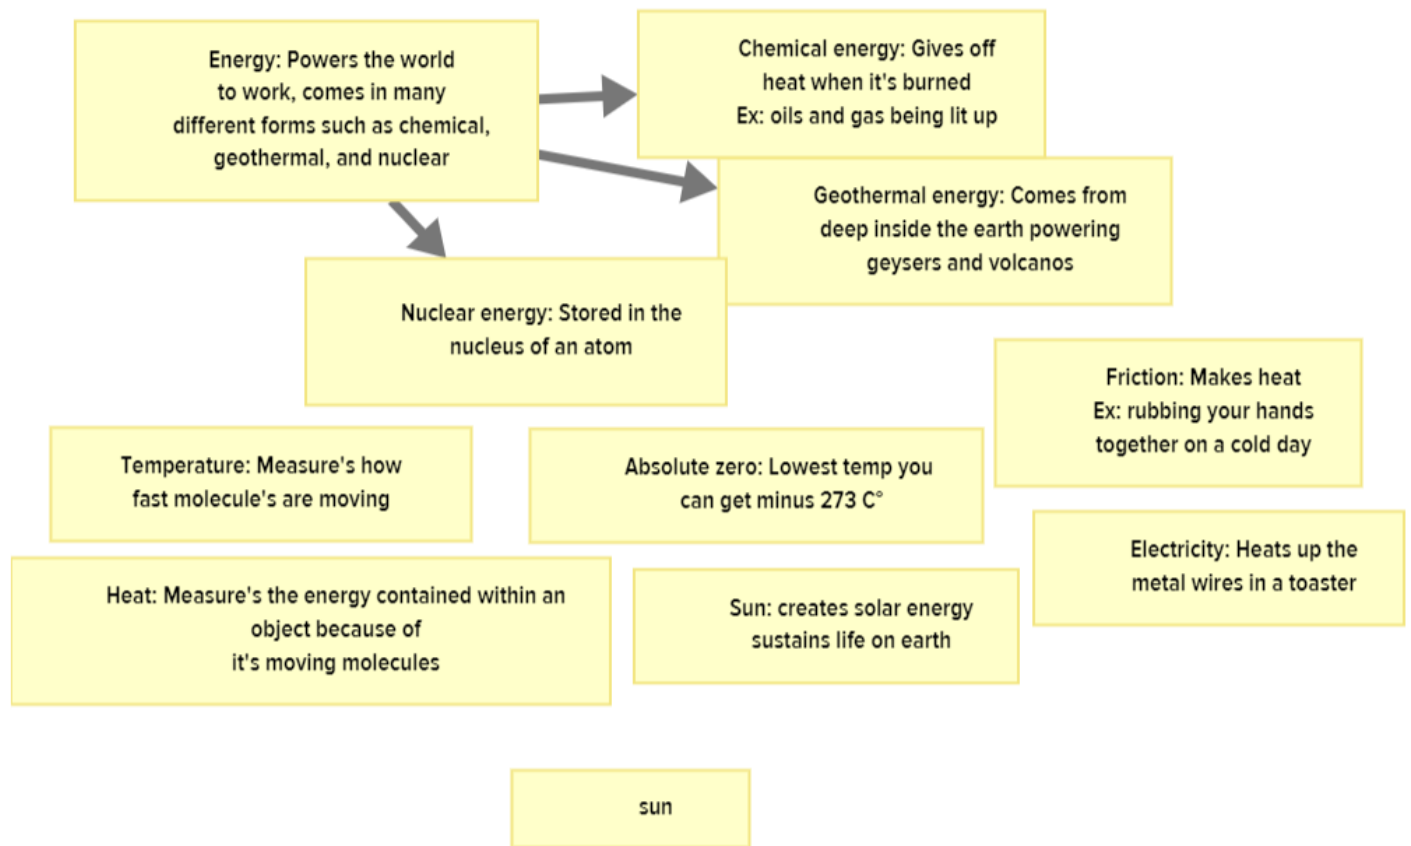 Energy: Powers the world
to work, comes in many
different forms such as chemical,
geothermal, and nuclear
Chemical energy: Gives off
heat when it's burned
Ex: oils and gas being lit up
Geothermal energy: Comes from
deep inside the earth powering
geysers and volcanos
Nuclear energy: Stored in the
nucleus of an atom
Friction: Makes heat
Ex: rubbing your hands
together on a cold day
Temperature: Measure's how
fast molecule's are moving
Absolute zero: Lowest temp you
can get minus 273 C°
Electricity: Heats up the
metal wires in a toaster
Heat: Measure's the energy contained within an
object because of
it's moving molecules
Sun: creates solar energy
sustains life on earth
sun